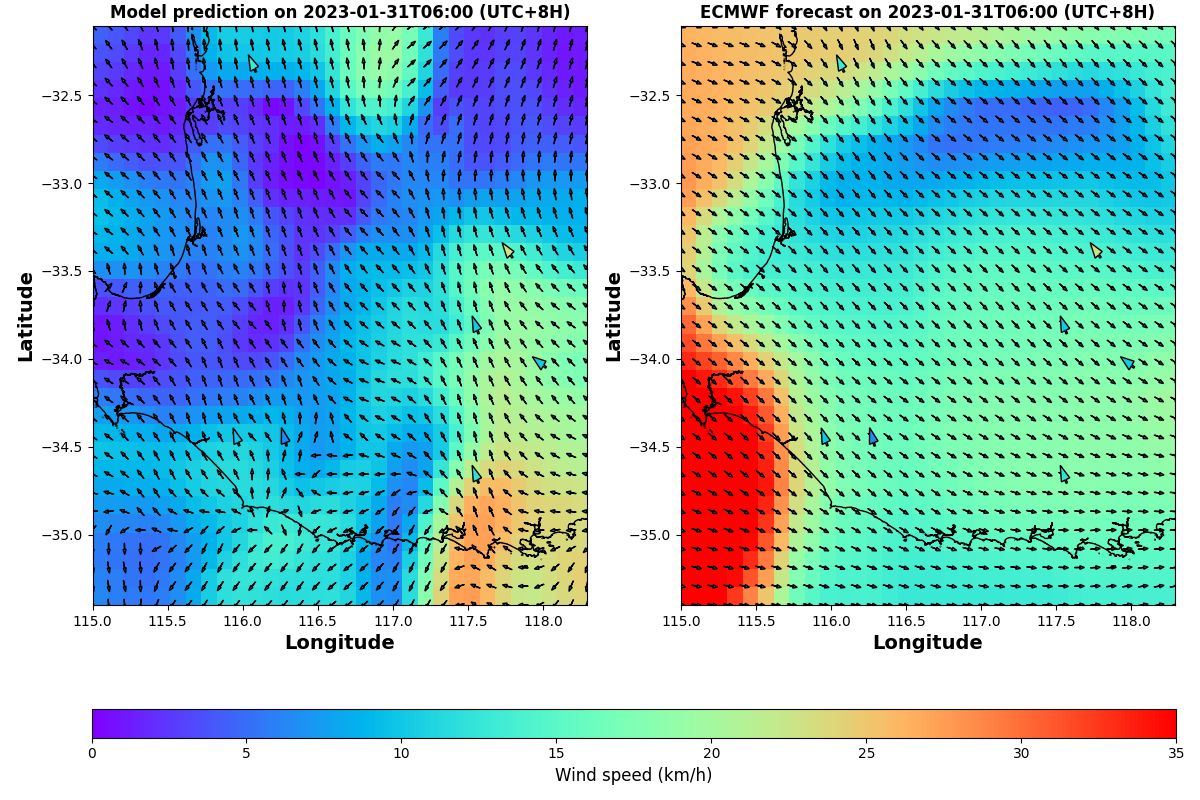 Model prediction on 2023-01-31T06:00 (UTC+8H)
ECMWF forecast on 2023-01-31T06:00 (UTC+8H)
−32.5
−33.0
−33.5
−34.0
−34.5
−35.0
Latitude
115.0 115.5 116.0 116.5 117.0 117.5 118.0
Longitude
−32.5
−33.0
−33.5
−34.0
−34.5
−35.0
Latitude
115.0 115.5 116.0 116.5 117.0 117.5 118.0
Longitude
0 5 10 15 20 25 30 35
Wind speed (km/h)